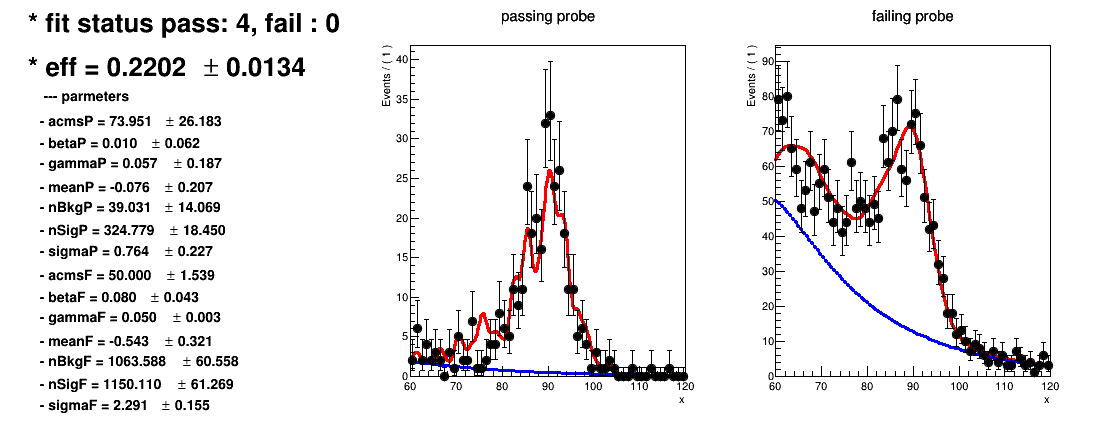 * fit status pass: 4, fail : 0
* eff = 0.2202 ± 0.0134
--- parmeters
- acmsP = 73.951 ± 26.183
- betaP = 0.010 ± 0.062
- gammaP = 0.057 ± 0.187
- meanP = -0.076 ± 0.207
- nBkgP = 39.031 ± 14.069
- nSigP = 324.779 ± 18.450
- sigmaP = 0.764 ± 0.227
- acmsF = 50.000 ± 1.539
- betaF = 0.080 ± 0.043
- gammaF = 0.050 ± 0.003
- meanF = -0.543 ± 0.321
- nBkgF = 1063.588 ± 60.558
- nSigF = 1150.110 ± 61.269
- sigmaF = 2.291 ± 0.155
passing probe
Events / ( 1 )
40
35
30
25
20
15
10
5
0
60 70 80 90 100 110 120
x
failing probe
Events / ( 1 )
90
80
70
60
50
40
30
20
10
0
60 70 80 90 100 110 120
x